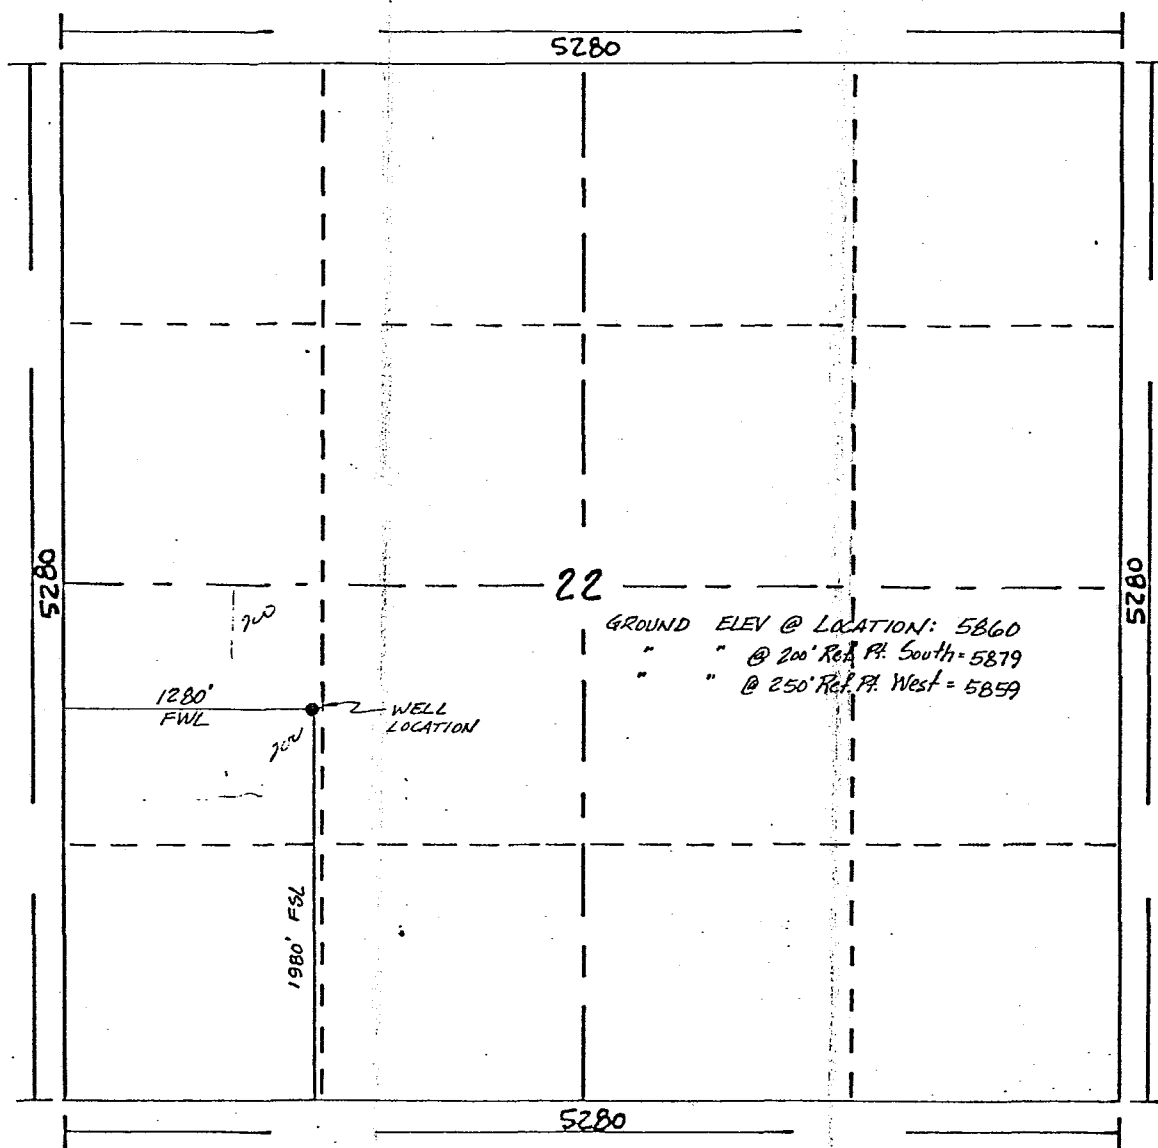 5280
5280
5280
22
GROUND ELEV @ LOCATION: 5860
" " @ 200' Ref. Pt. South = 5879
" " @ 250' Ref. Pt. West = 5859
1280'
FWL
WELL
LOCATION
1980' FSL
5280